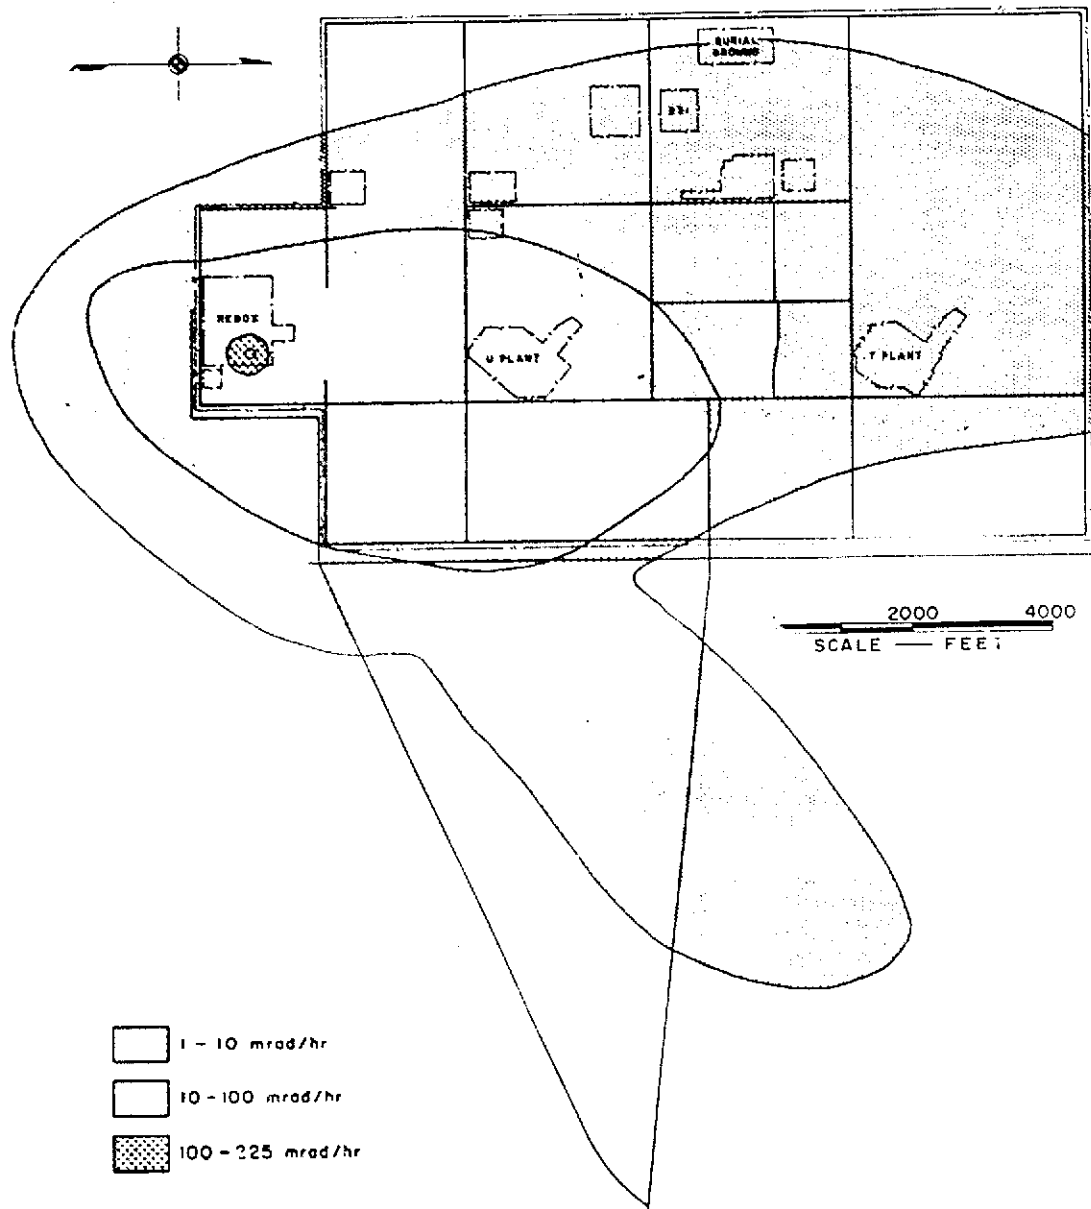 BURIAL
GROUND
231
REDOX
U PLANT
T PLANT
2000 4000
SCALE — FEET
1 - 10 mrad/hr
10 - 100 mrad/hr
100 - 225 mrad/hr